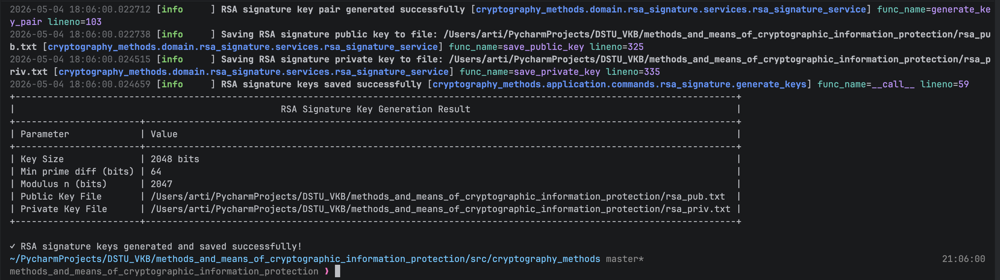 2026-05-04 18:06:00.022712 [info     ] RSA signature key pair generated successfully [cryptography_methods.domain.rsa_signature.services.rsa_signature_service] func_name=generate_ke
y_pair lineno=103
2026-05-04 18:06:00.022738 [info     ] Saving RSA signature public key to file: /Users/arti/PycharmProjects/DSTU_VKB/methods_and_means_of_cryptographic_information_protection/rsa_pu
b.txt [cryptography_methods.domain.rsa_signature.services.rsa_signature_service] func_name=save_public_key lineno=325
2026-05-04 18:06:00.024515 [info     ] Saving RSA signature private key to file: /Users/arti/PycharmProjects/DSTU_VKB/methods_and_means_of_cryptographic_information_protection/rsa_p
riv.txt [cryptography_methods.domain.rsa_signature.services.rsa_signature_service] func_name=save_private_key lineno=335
2026-05-04 18:06:00.024659 [info     ] RSA signature keys saved successfully [cryptography_methods.application.commands.rsa_signature.generate_keys] func_name=__call__ lineno=59
RSA Signature Key Generation Result
| Parameter | Value |
| Key Size | 2048 bits |
| Min prime diff (bits) | 64 |
| Modulus n (bits) | 2047 |
| Public Key File | /Users/arti/PycharmProjects/DSTU_VKB/methods_and_means_of_cryptographic_information_protection/rsa_pub.txt |
| Private Key File | /Users/arti/PycharmProjects/DSTU_VKB/methods_and_means_of_cryptographic_information_protection/rsa_priv.txt |
✓ RSA signature keys generated and saved successfully!
~/PycharmProjects/DSTU_VKB/methods_and_means_of_cryptographic_information_protection/src/cryptography_methods master* 21:06:00
methods_and_means_of_cryptographic_information_protection ❯